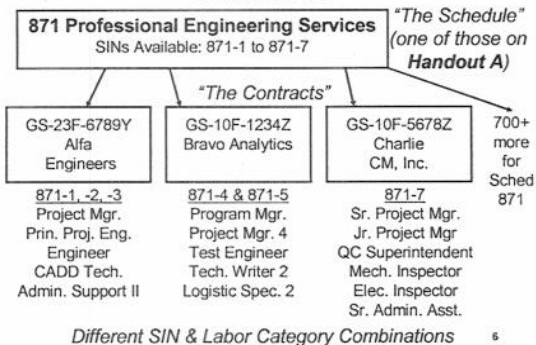 871 Professional Engineering Services
SINs Available: 871-1 to 871-7
"The Schedule"
(one of those on
Handout A)
"The Contracts"
GS-23F-6789Y
Alfa
Engineers
871-1, -2, -3
Project Mgr.
Prin. Proj. Eng.
Engineer
CADD Tech.
Admin. Support II
GS-10F-1234Z
Bravo Analytics
871-4 & 871-5
Program Mgr.
Project Mgr. 4
Test Engineer
Tech. Writer 2
Logistic Spec. 2
GS-10F-5678Z
Charlie
CM, Inc.
871-7
Sr. Project Mgr.
Jr. Project Mgr
QC Superintendent
Mech. Inspector
Elec. Inspector
Sr. Admin. Asst.
700+
more
for
Sched
871
Different SIN & Labor Category Combinations
6